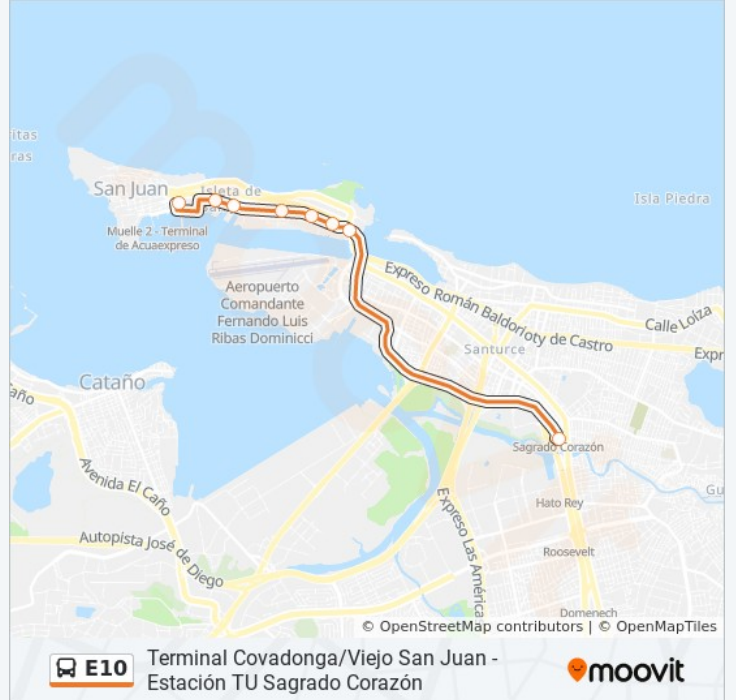 itas
ras
San Juan
Isleta de
Isla Piedra
Muelle 2 - Terminal
de Acuaexpreso
Aeropuerto
Comandante
Fernando Luis
Ribas Dominicci
Expreso Román Baldorioty de Castro
Calle Loíza
Expr
Santurce
Cataño
año
Sagrado Corazón
Avenida El Caño
Gu
Hato Rey
Expreso Las América
Autopista José de Diego
Roosevelt
Domenech
© OpenStreetMap contributors | © OpenMapTiles
E10
Terminal Covadonga/Viejo San Juan -
Estación TU Sagrado Corazón
moovit